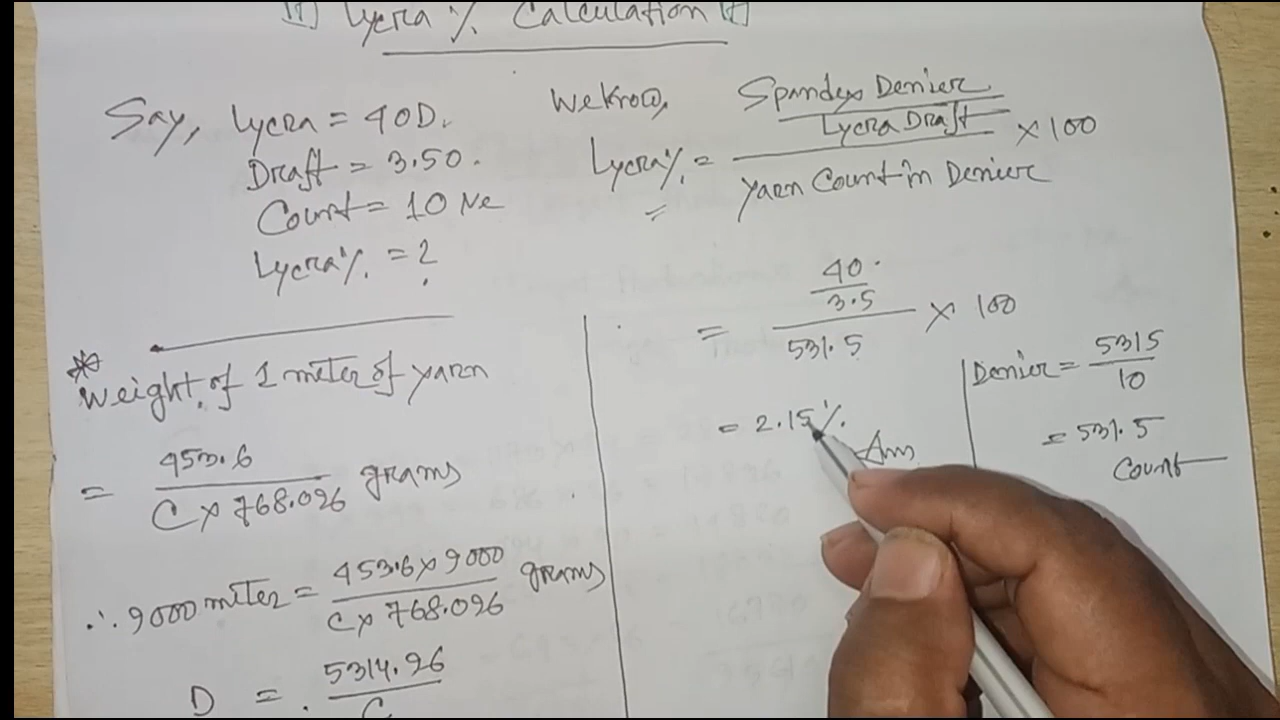 Lycra % Calculation
Say, Lycra = 40D.
Draft = 3.50.
Count = 10 Ne
Lycra% = ?
We Know,
Spandex Denier
Lycra Draft
Lycra% = × 100
Yarn Count in Denier
=
40
3.5
= × 100
531.5
= 2.15%
Ans
Denier = 5315
10
= 531.5
Count
* Weight of 1 meter of yarn
= 453.6
C × 768.096 grams
∴ 9000 miter = 453.6 × 9000
C × 768.096 grams
D = 5314.96
C